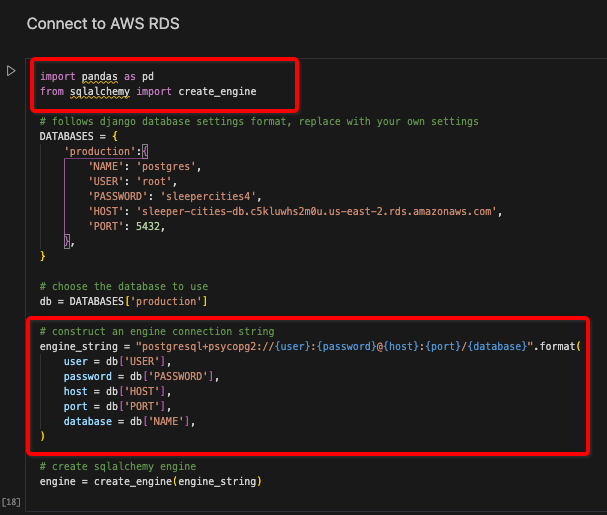 Connect to AWS RDS
import pandas as pd
from sqlalchemy import create_engine
# follows django database settings format, replace with your own settings
DATABASES = {
'production':{
'NAME': 'postgres',
'USER': 'root',
'PASSWORD': 'sleepercities4',
'HOST': 'sleeper-cities-db.c5kluwhs2m0u.us-east-2.rds.amazonaws.com',
'PORT': 5432,
},
}
# choose the database to use
db = DATABASES['production']
# construct an engine connection string
engine_string = "postgresql+psycopg2://{user}:{password}@{host}:{port}/{database}".format(
user = db['USER'],
password = db['PASSWORD'],
host = db['HOST'],
port = db['PORT'],
database = db['NAME'],
)
# create sqlalchemy engine
engine = create_engine(engine_string)
[18]